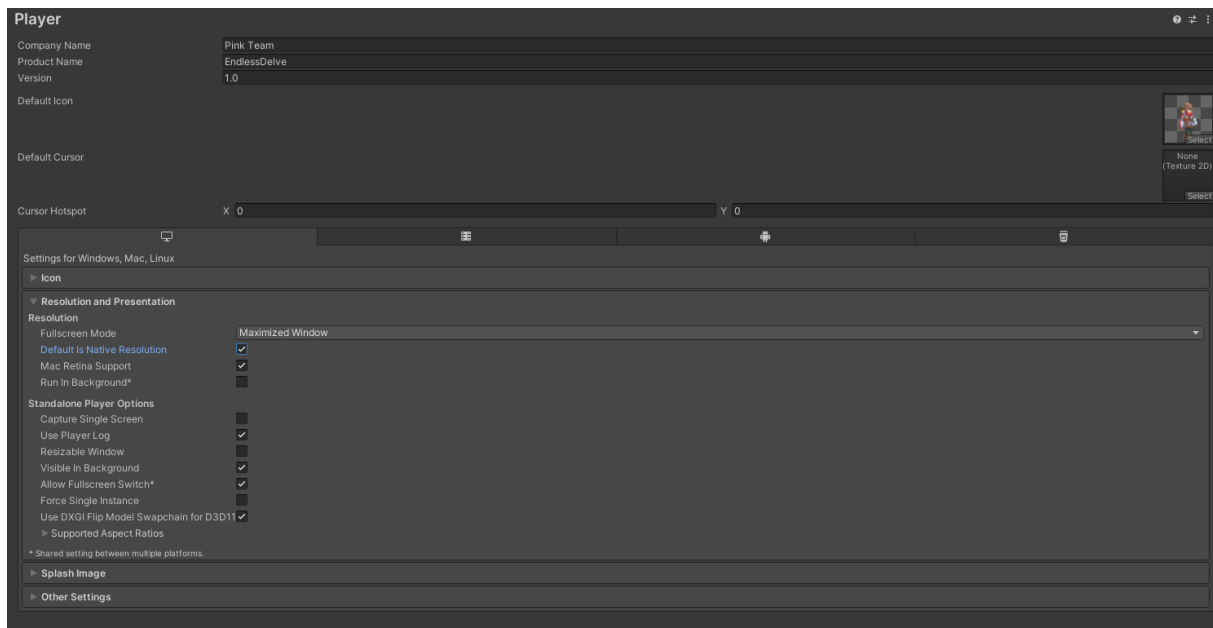 Player
Company Name Pink Team
Product Name EndlessDelve
Version 1.0
Default Icon
Select
Default Cursor
None
(Texture 2D)
Select
Cursor Hotspot X 0 Y 0
Settings for Windows, Mac, Linux
Icon
Resolution and Presentation
Resolution
Fullscreen Mode Maximized Window
Default Is Native Resolution
Mac Retina Support
Run In Background*
Standalone Player Options
Capture Single Screen
Use Player Log
Resizable Window
Visible In Background
Allow Fullscreen Switch*
Force Single Instance
Use DXGI Flip Model Swapchain for D3D11
Supported Aspect Ratios
* Shared setting between multiple platforms.
Splash Image
Other Settings